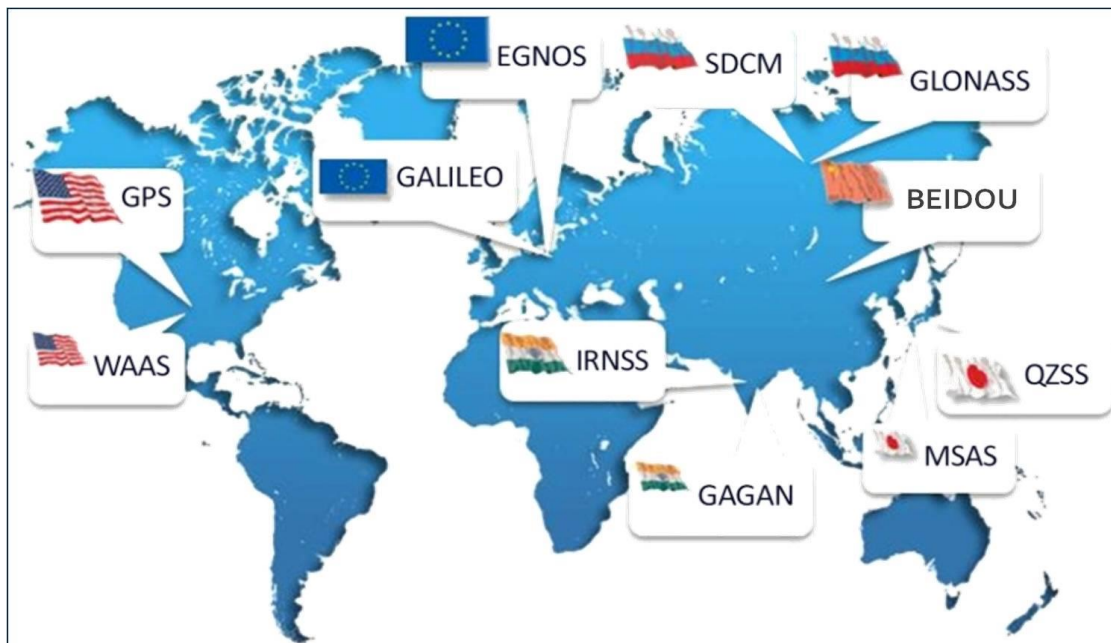 EGNOS
SDCM
GLONASS
GALILEO
GPS
BEIDOU
WAAS
IRNSS
QZSS
MSAS
GAGAN